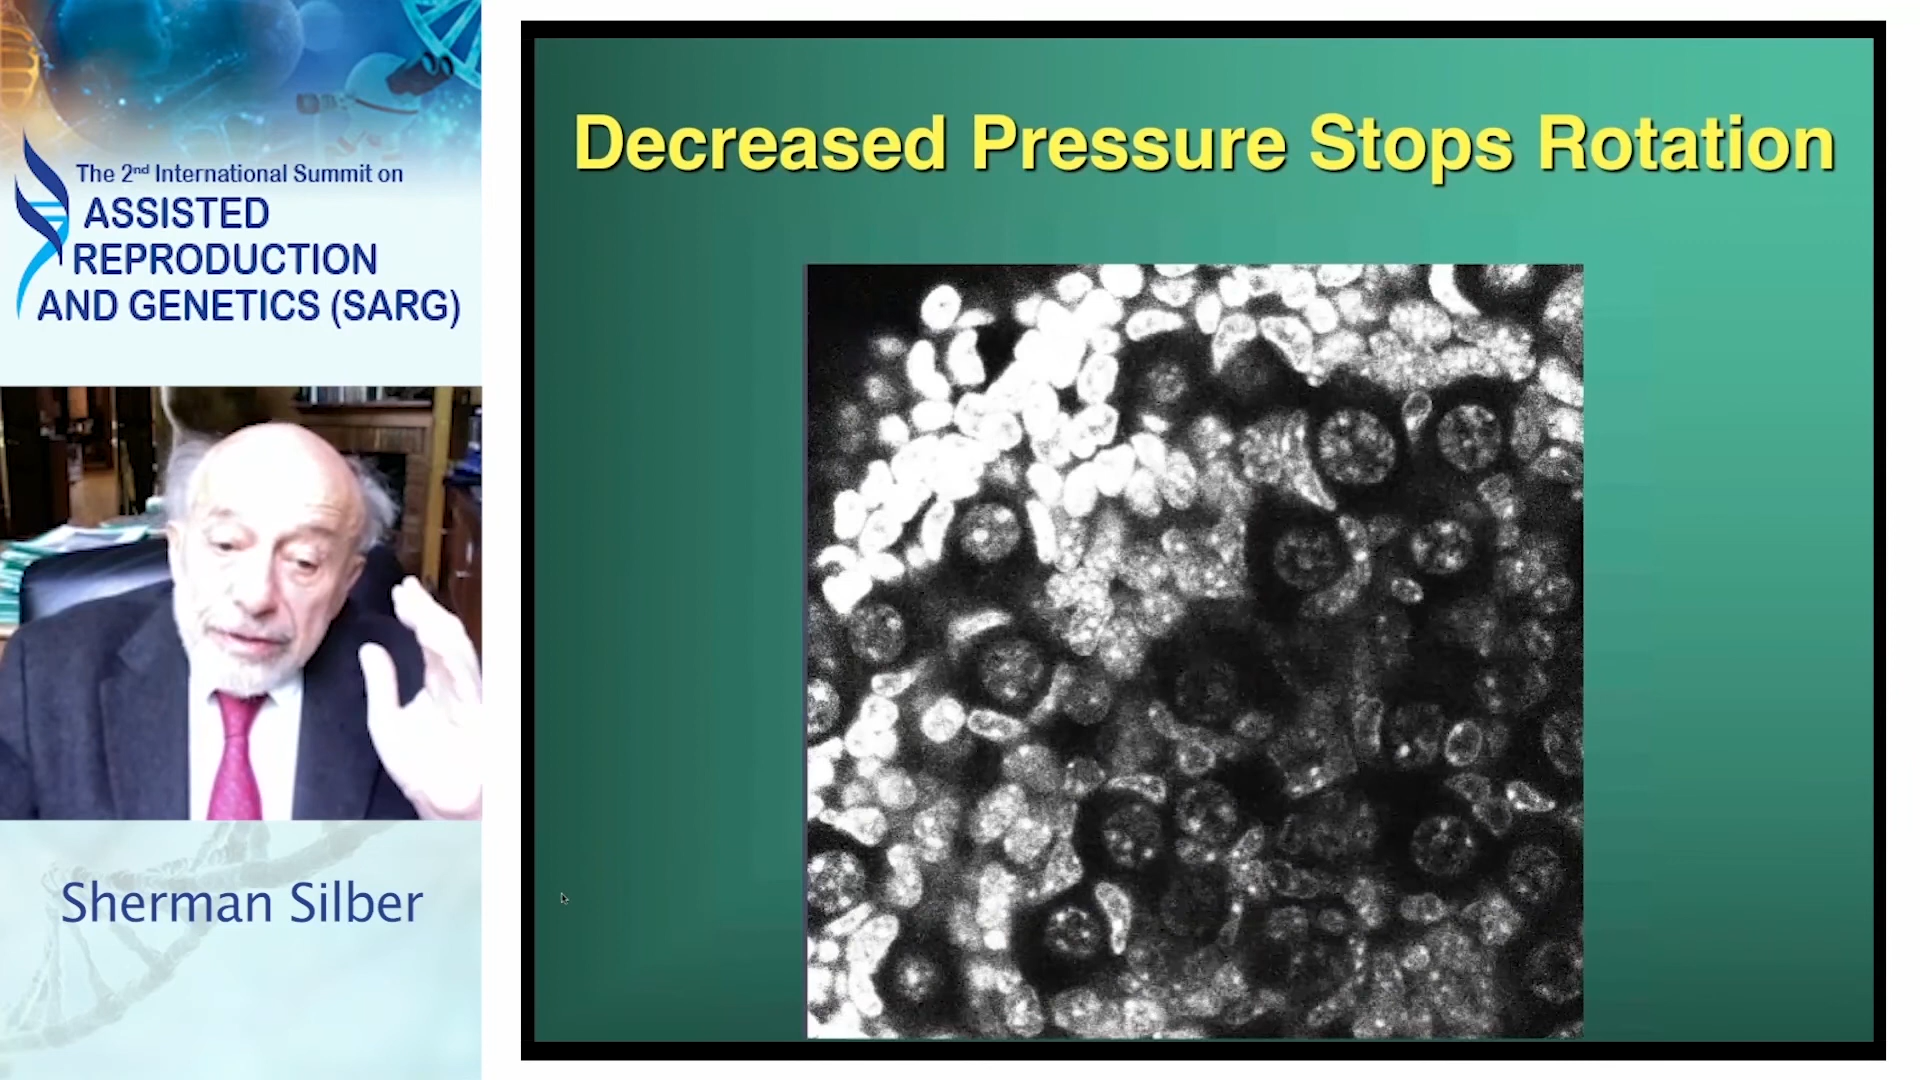 The 2nd International Summit on
ASSISTED
REPRODUCTION
AND GENETICS (SARG)
Sherman Silber
Decreased Pressure Stops Rotation